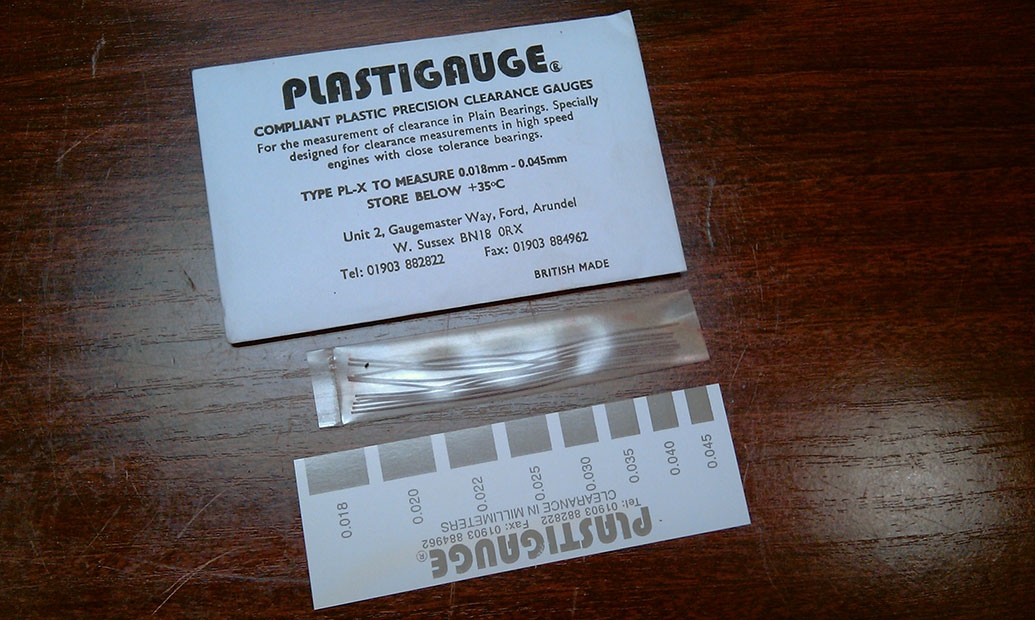 PLASTIGAUGE®
COMPLIANT PLASTIC PRECISION CLEARANCE GAUGES
For the measurement of clearance in Plain Bearings. Specially
designed for clearance measurements in high speed
engines with close tolerance bearings.
TYPE PL-X TO MEASURE 0.018mm - 0.045mm
STORE BELOW +35°C
Unit 2, Gaugemaster Way, Ford, Arundel
W. Sussex BN18 0RX
Tel: 01903 882822 Fax: 01903 884962
BRITISH MADE
0.018 0.020 0.022 0.025 0.030 0.035 0.040 0.045
PLASTIGAUGE®
Tel: 01903 882822 Fax: 01903 884962
CLEARANCE IN MILLIMETERS